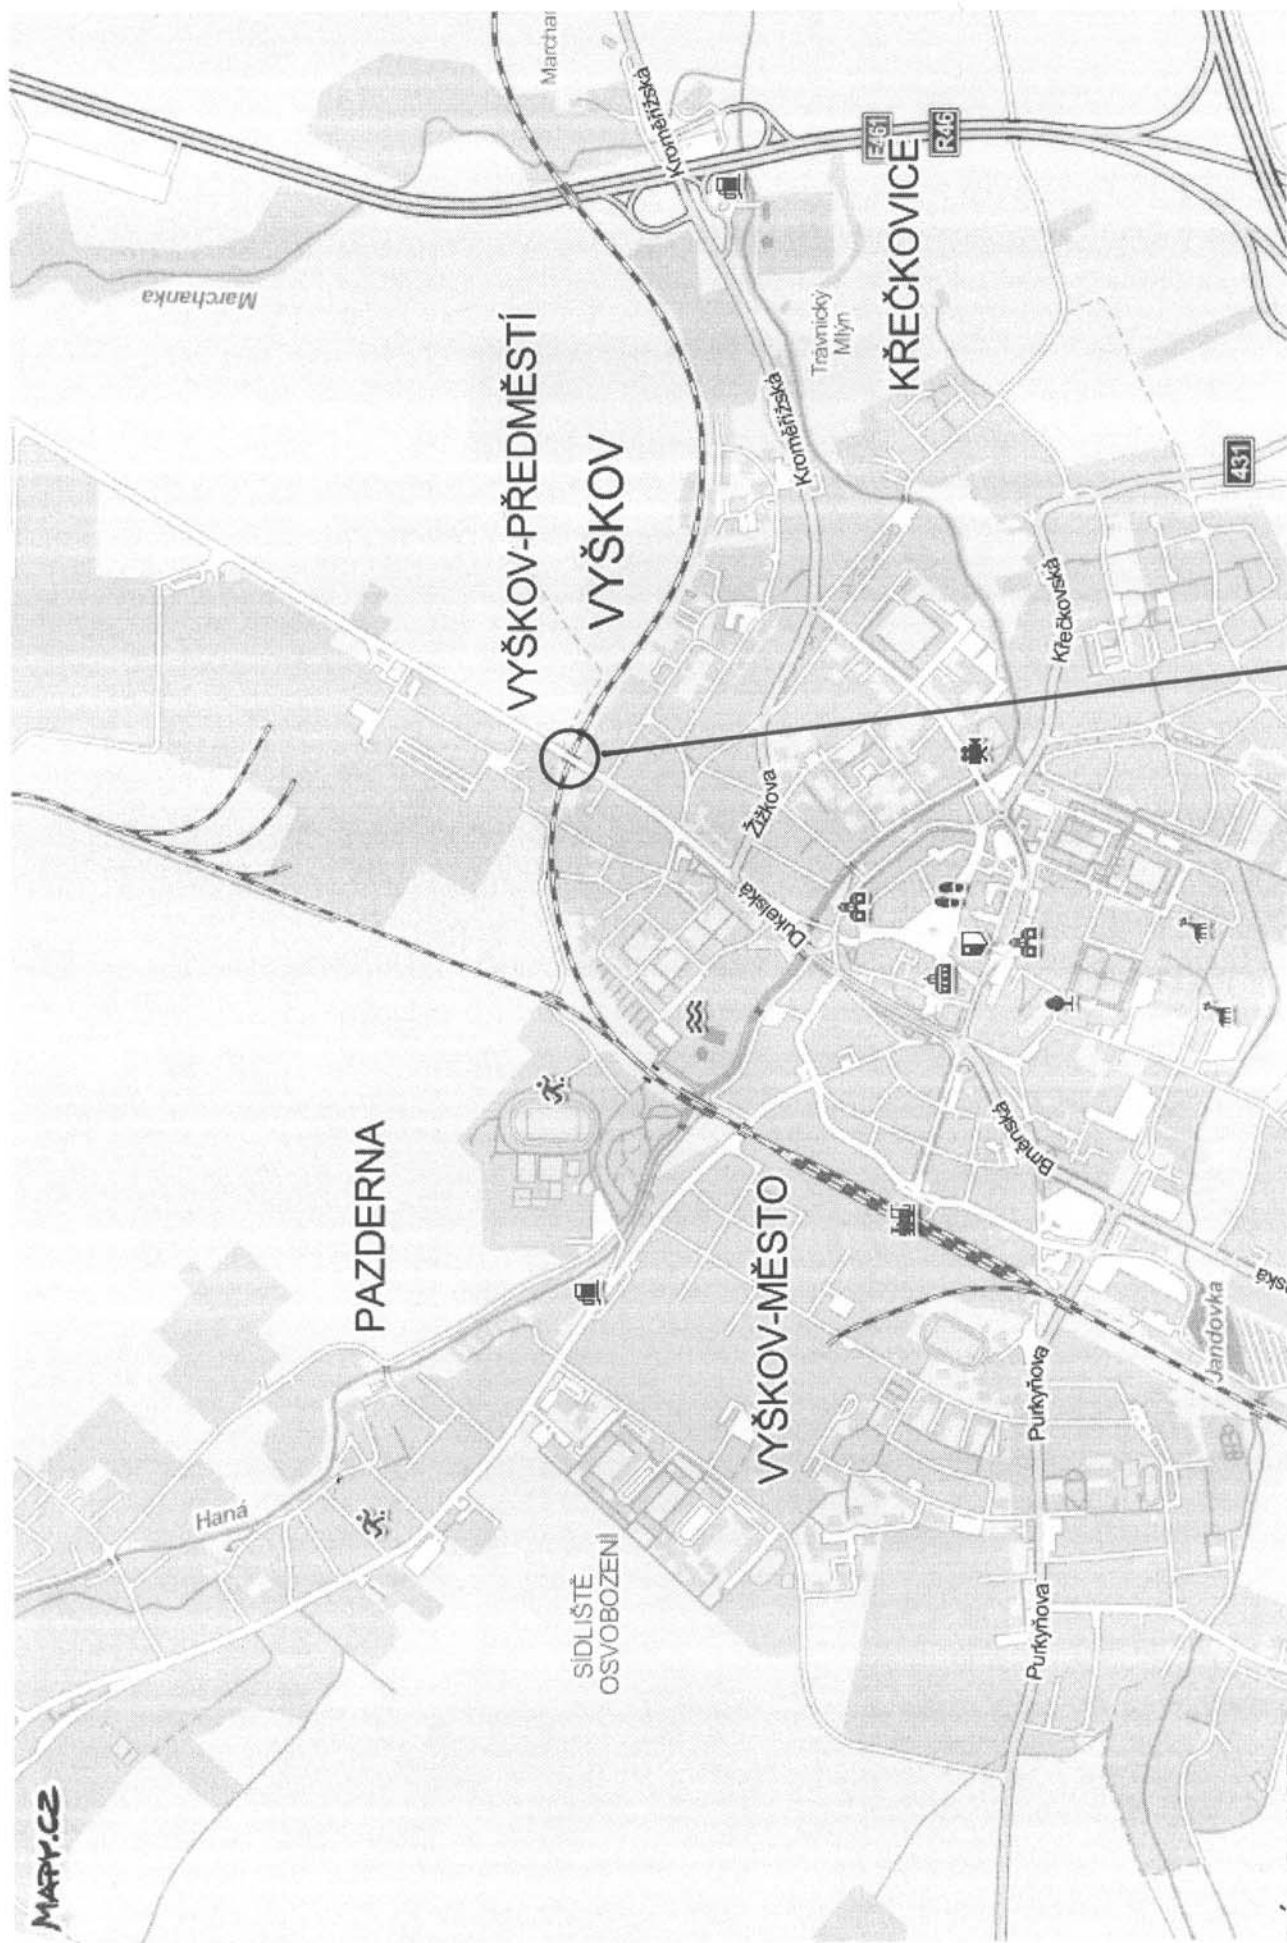 MAPY.CZ
Haná
PAZDERNA
SÍDLIŠTĚ
OSVOBOZENÍ
VYŠKOV-MĚSTO
Purkyňova
Purkyňova
Jandovka
Brněnská
Dukelská
Žižkova
VYŠKOV-PŘEDMĚSTÍ
VYŠKOV
Marchanka
Kroměřížská
Kroměřížská
Trávnický
Mlýn
KŘEČKOVICE
Křečkovská
E461
R46
431